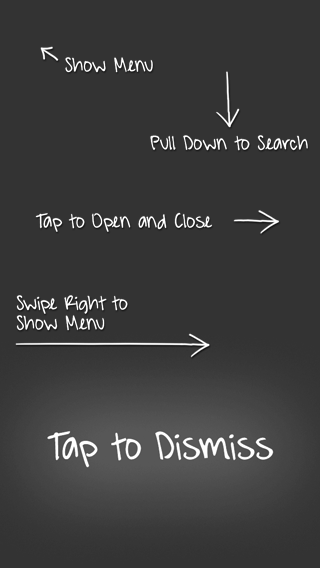 Show Menu
Pull Down to Search
Tap to Open and Close
Swipe Right to
Show Menu
Tap to Dismiss